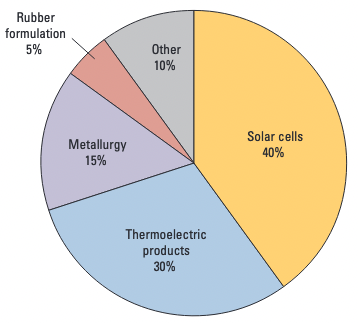 Rubber
formulation
5%
Other
10%
Solar cells
40%
Metallurgy
15%
Thermoelectric
products
30%